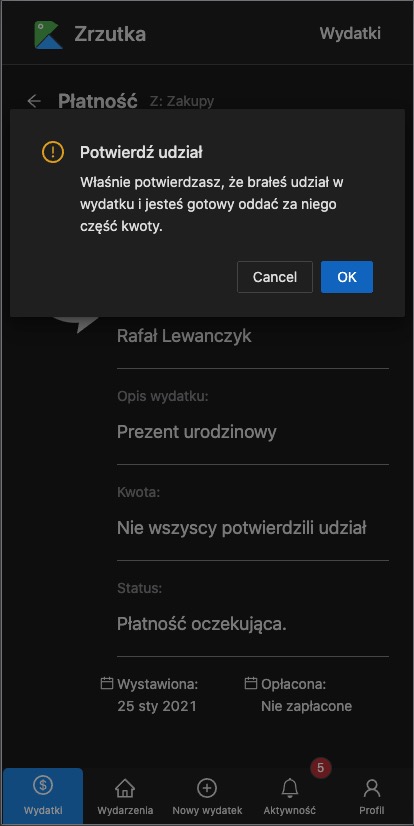 Zrzutka
Wydatki
Płatność Z: Zakupy
Potwierdź udział
Właśnie potwierdzasz, że brałeś udział w
wydatku i jesteś gotowy oddać za niego
część kwoty.
Cancel
OK
Rafał Lewanczyk
Opis wydatku:
Prezent urodzinowy
Kwota:
Nie wszyscy potwierdzili udział
Status:
Płatność oczekująca.
Wystawiona:
25 sty 2021
Opłacona:
Nie zapłacone
Wydatki
Wydarzenia
Nowy wydatek
5
Aktywność
Profil